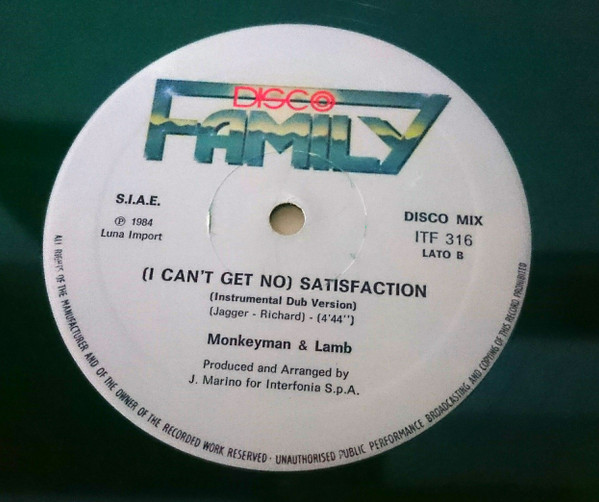 DISCO
FAMILY
S.I.A.E.
℗ 1984
Luna Import
DISCO MIX
ITF 316
LATO B
(I CAN'T GET NO) SATISFACTION
(Instrumental Dub Version)
(Jagger - Richard) - (4'44'')
Monkeyman & Lamb
Produced and Arranged by
J. Marino for Interfonia S.p.A.
ALL RIGHTS OF THE MANUFACTURER AND OF THE OWNER OF THE RECORDED WORK RESERVED · UNAUTHORISED PUBLIC PERFORMANCE BROADCASTING AND COPYING OF THIS RECORD PROHIBITED